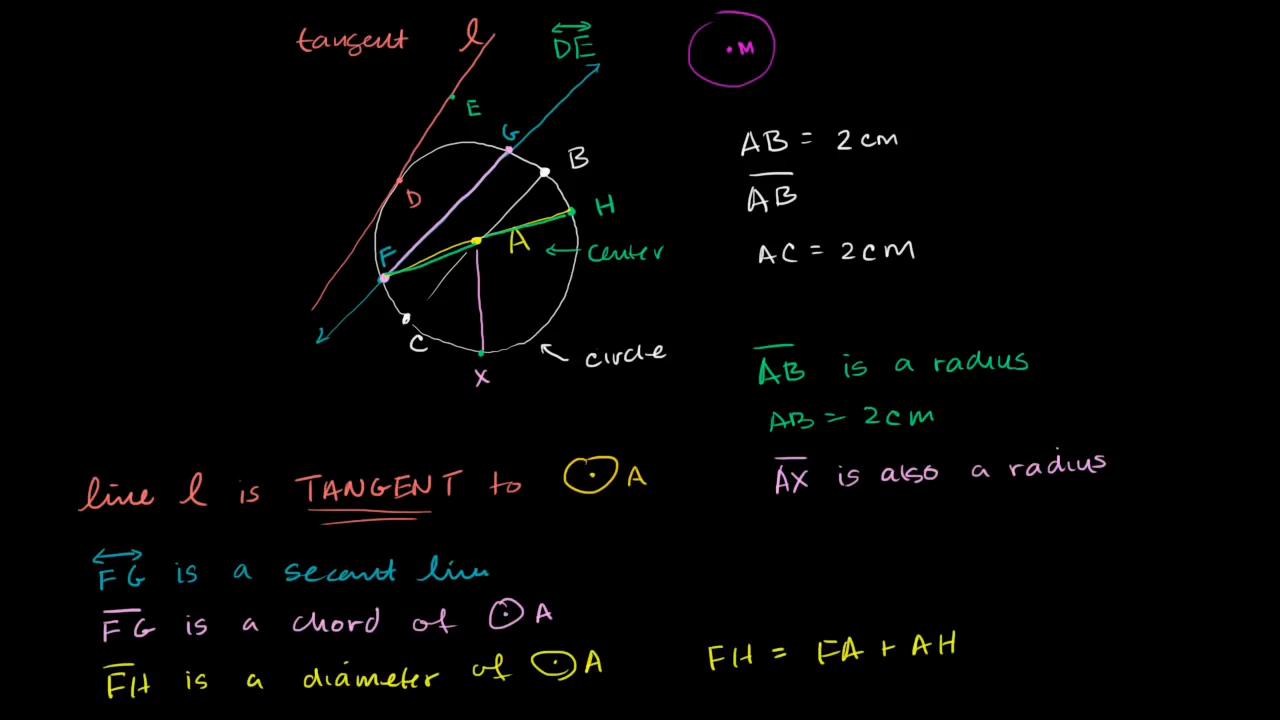 tangent l
DE
M
E
G
B
D
H
A
F
center
C
circle
X
AB = 2 cm
AB
AC = 2 cm
AB is a radius
AB = 2 cm
AX is also a radius
line l is TANGENT to ⊙ A
FG is a secant line
FG is a chord of ⊙ A
FH is a diameter of ⊙ A
FH = FA + AH